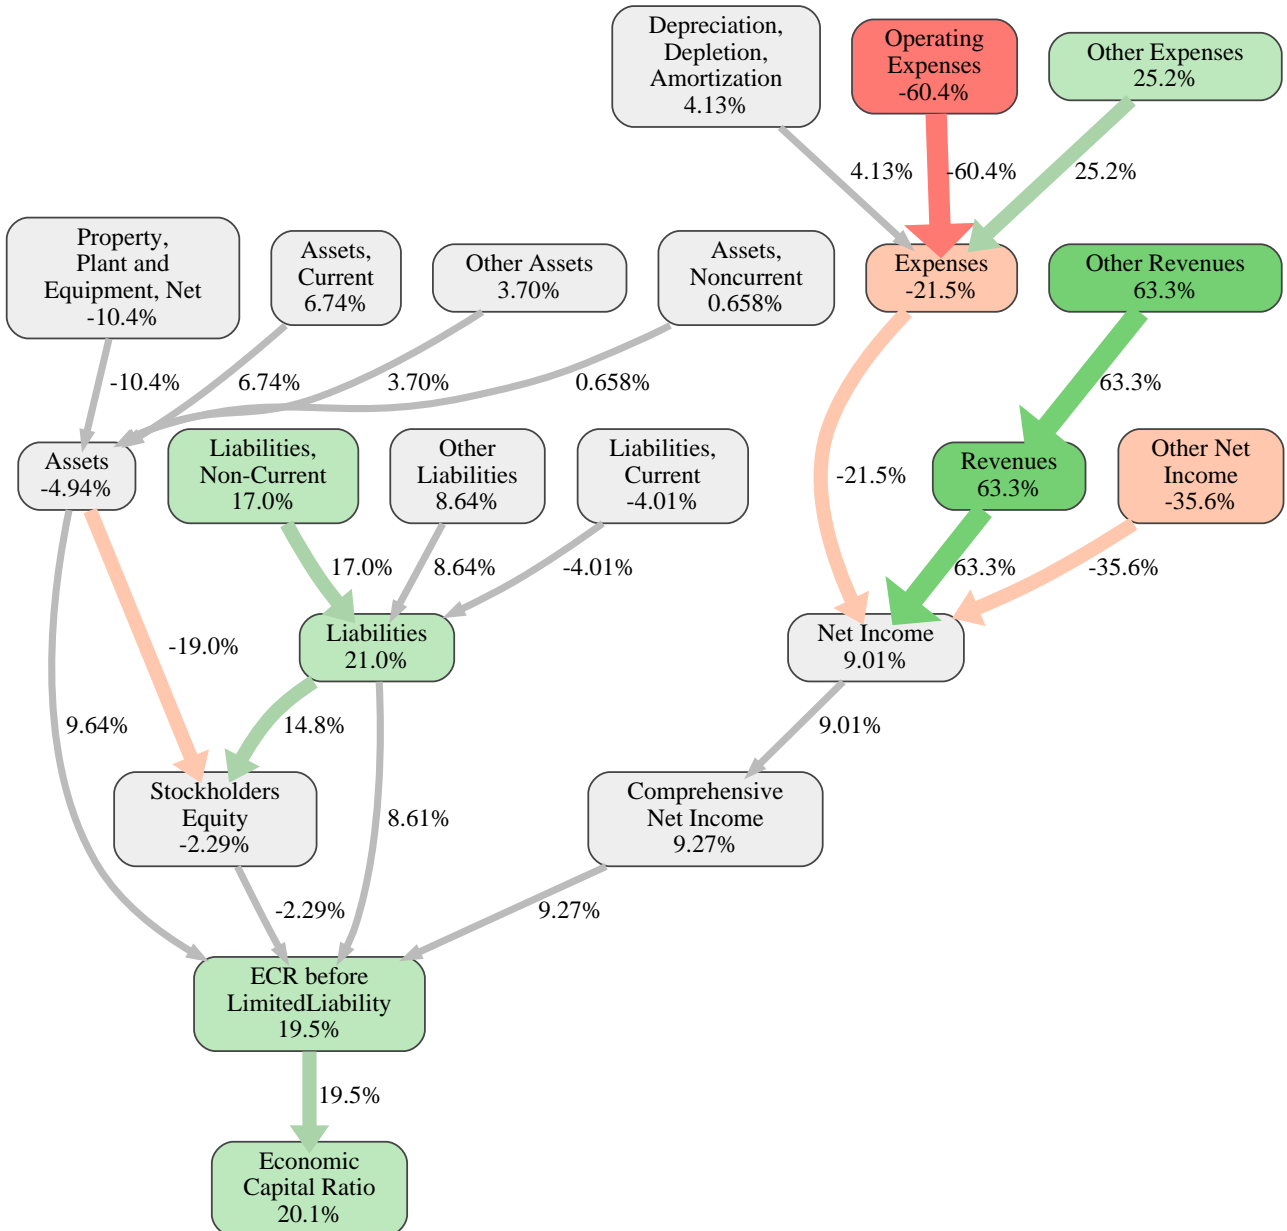 Depreciation,
Depletion,
Amortization
4.13%
Operating
Expenses
-60.4%
Other Expenses
25.2%
4.13%
-60.4%
25.2%
Property,
Plant and
Equipment, Net
-10.4%
Assets,
Current
6.74%
Other Assets
3.70%
Assets,
Noncurrent
0.658%
Expenses
-21.5%
Other Revenues
63.3%
-10.4%
6.74%
3.70%
0.658%
63.3%
Assets
-4.94%
Liabilities,
Non-Current
17.0%
Other
Liabilities
8.64%
Liabilities,
Current
-4.01%
-21.5%
Revenues
63.3%
Other Net
Income
-35.6%
17.0%
8.64%
-4.01%
63.3%
-35.6%
-19.0%
Liabilities
21.0%
Net Income
9.01%
9.64%
14.8%
9.01%
Stockholders
Equity
-2.29%
8.61%
Comprehensive
Net Income
9.27%
-2.29%
9.27%
ECR before
LimitedLiability
19.5%
19.5%
Economic
Capital Ratio
20.1%